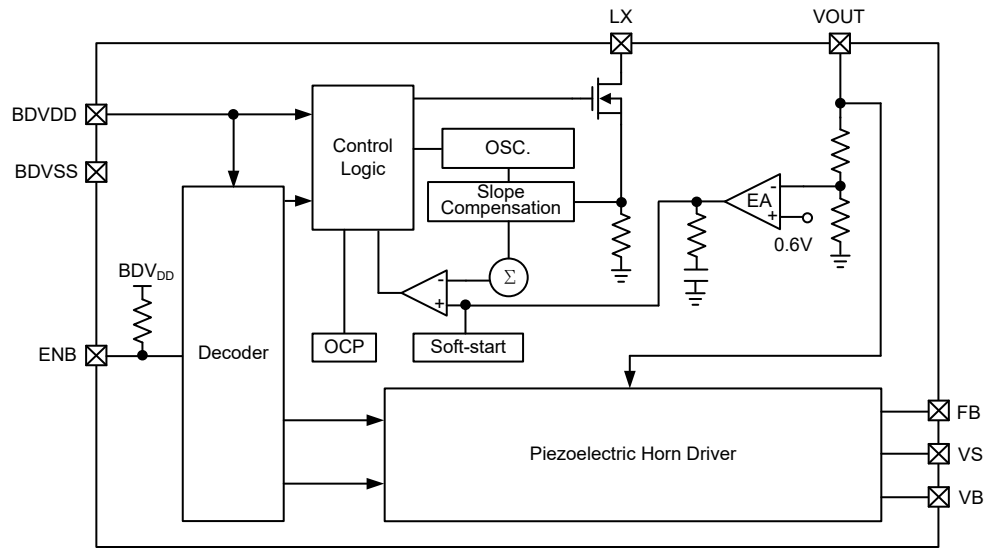 LX
VOUT
BDVDD
BDVSS
Control
Logic
OSC.
Slope
Compensation
EA
-
+
0.6V
BDVDD
Σ
-
+
ENB
Decoder
OCP
Soft-start
Piezoelectric Horn Driver
FB
VS
VB